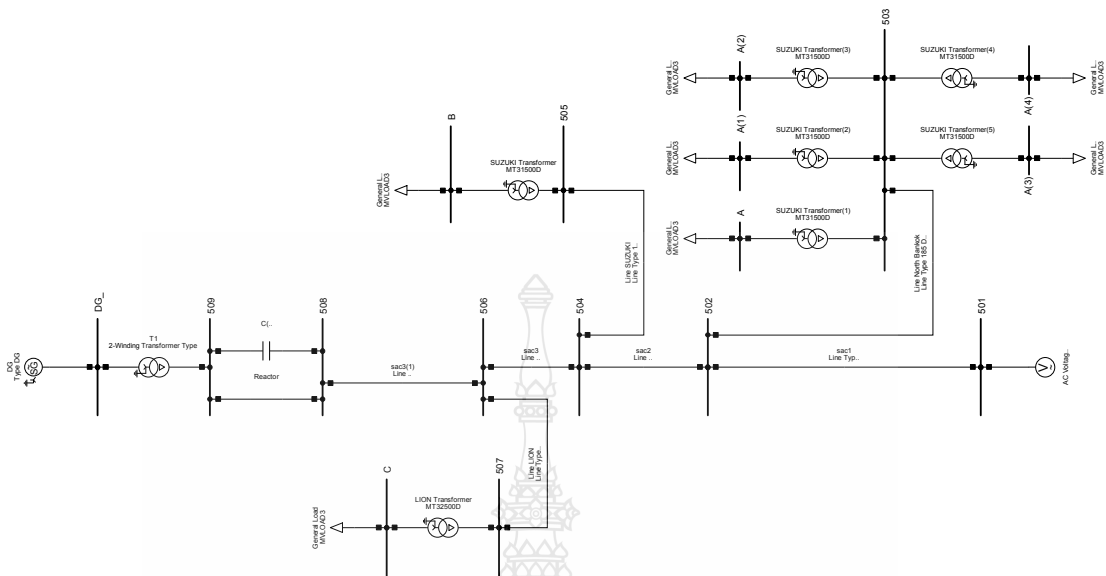 DG
Type DG
SG
DG_I
T1
2-Winding Transformer Type
509
C(..
Reactor
508
sac3(1)
Line ..
506
sac3
Line ..
504
sac2
Line ..
502
sac1
Line Typ..
501
V~
AC Voltag..
General L..
MVLOAD3
B
SUZUKI Transformer
MT31500D
505
Line SUZUKI
Line Type 1..
General L..
MVLOAD3
A(2)
SUZUKI Transformer(3)
MT31500D
503
SUZUKI Transformer(4)
MT31500D
A(4)
General L..
MVLOAD3
General L..
MVLOAD3
A(1)
SUZUKI Transformer(2)
MT31500D
SUZUKI Transformer(5)
MT31500D
A(3)
General L..
MVLOAD3
General L..
MVLOAD3
A
SUZUKI Transformer(1)
MT31500D
Line North Bankok
Line Type 185 D..
General Load
MVLOAD3
C
LION Transformer
MT32500D
507
Line LION
Line Type..